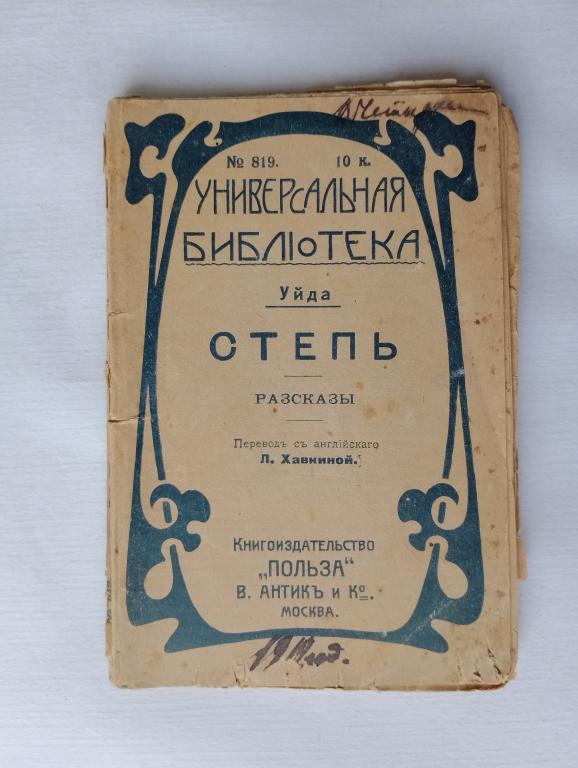 № 819. 10 к.
УНИВЕРСАЛЬНАЯ
БИБЛІОТЕКА
Уйда
СТЕПЬ
РАЗСКАЗЫ
Переводъ съ англійскаго
Л. Хавкиной.
Книгоиздательство
„ПОЛЬЗА“
В. АНТИКЪ и Ко.
МОСКВА.